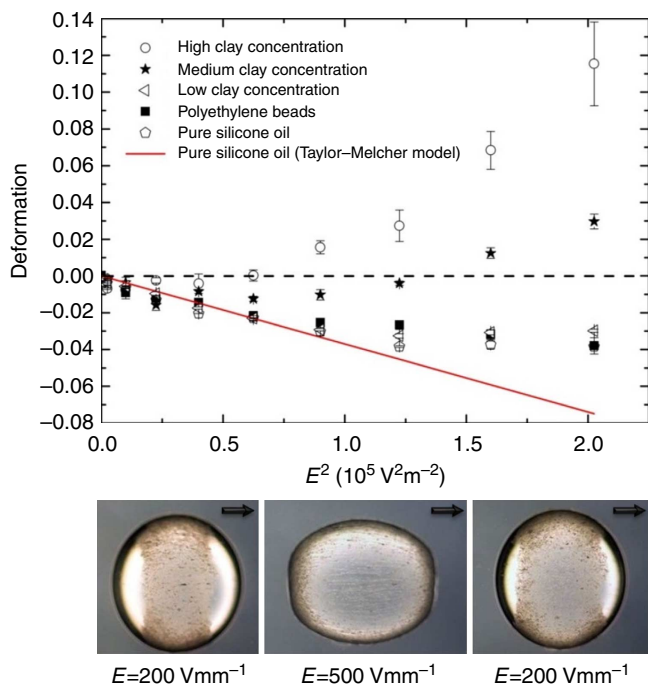 0.14
0.12
0.10
0.08
0.06
0.04
0.02
0.00
−0.02
−0.04
−0.06
−0.08
Deformation
High clay concentration
Medium clay concentration
Low clay concentration
Polyethylene beads
Pure silicone oil
Pure silicone oil (Taylor–Melcher model)
0.0 0.5 1.0 1.5 2.0
E² (10⁵ V²m⁻²)
E=200 Vmm⁻¹ E=500 Vmm⁻¹ E=200 Vmm⁻¹